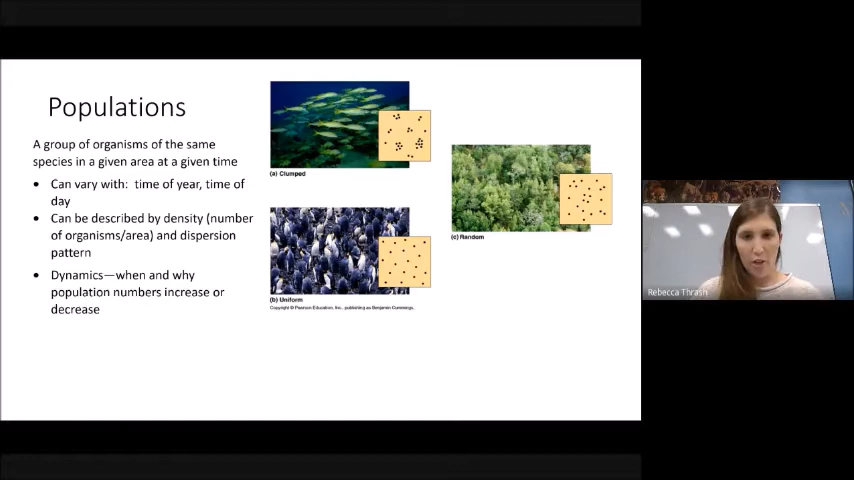 Populations
A group of organisms of the same
species in a given area at a given time
• Can vary with: time of year, time of
day
• Can be described by density (number
of organisms/area) and dispersion
pattern
• Dynamics—when and why
population numbers increase or
decrease
(a) Clumped
(b) Uniform
Copyright © Pearson Education, Inc., publishing as Benjamin Cummings.
(c) Random
Rebecca Thrash